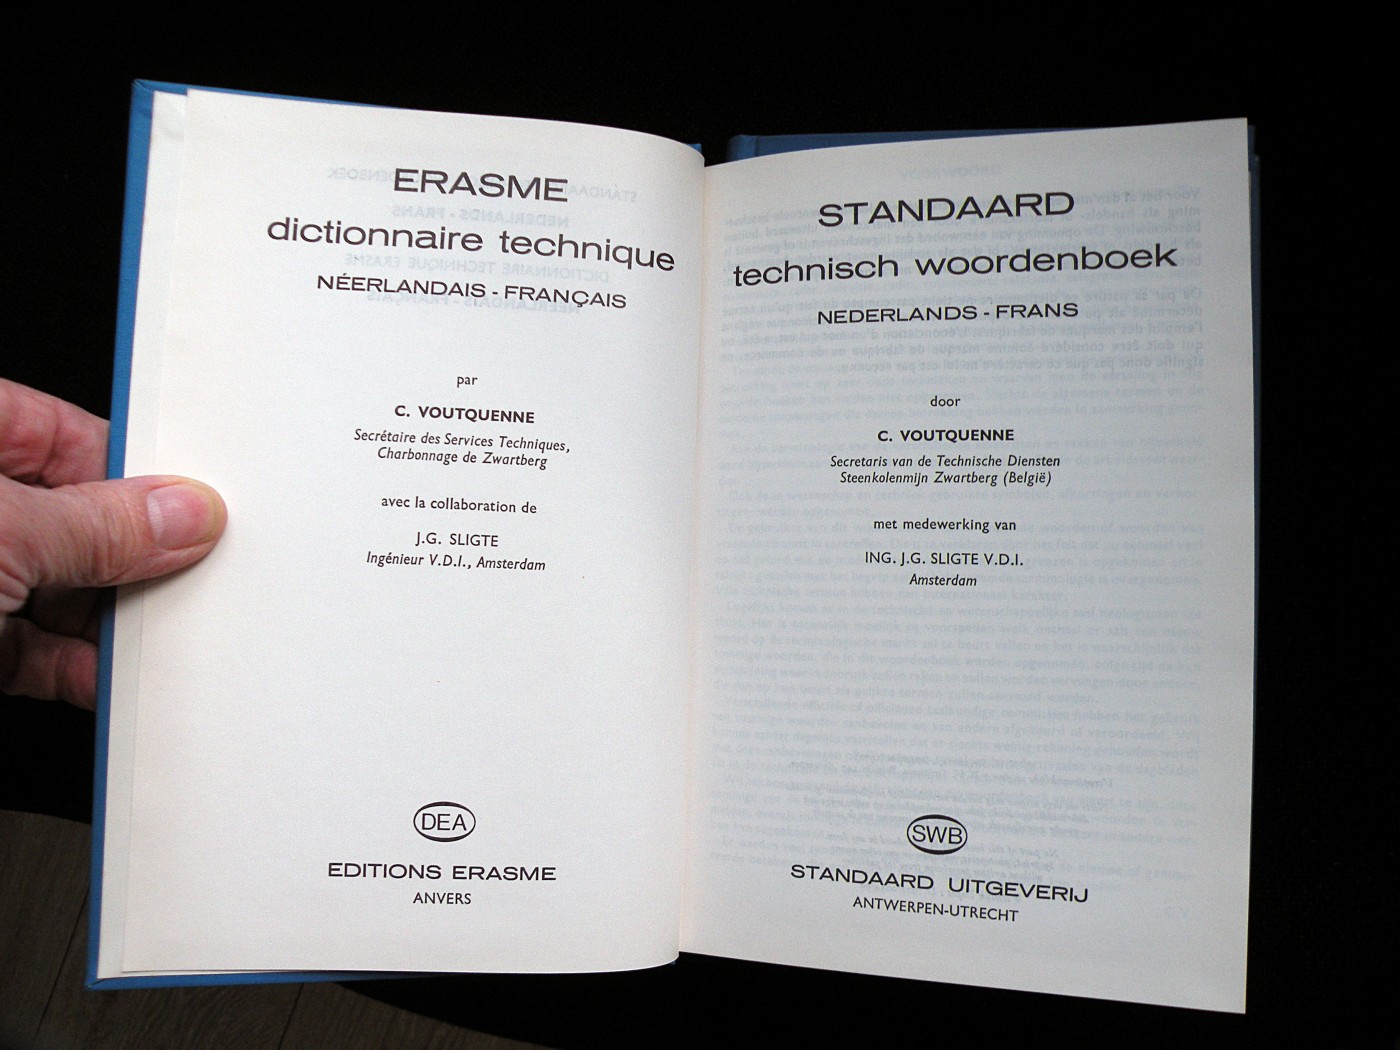 ERASME
dictionnaire technique
NÉERLANDAIS - FRANÇAIS
par
C. VOUTQUENNE
Secrétaire des Services Techniques,
Charbonnage de Zwartberg
avec la collaboration de
J.G. SLIGTE
Ingénieur V.D.I., Amsterdam
DEA
EDITIONS ERASME
ANVERS
STANDAARD
technisch woordenboek
NEDERLANDS - FRANS
door
C. VOUTQUENNE
Secretaris van de Technische Diensten
Steenkolenmijn Zwartberg (België)
met medewerking van
ING. J.G. SLIGTE V.D.I.
Amsterdam
SWB
STANDAARD UITGEVERIJ
ANTWERPEN-UTRECHT